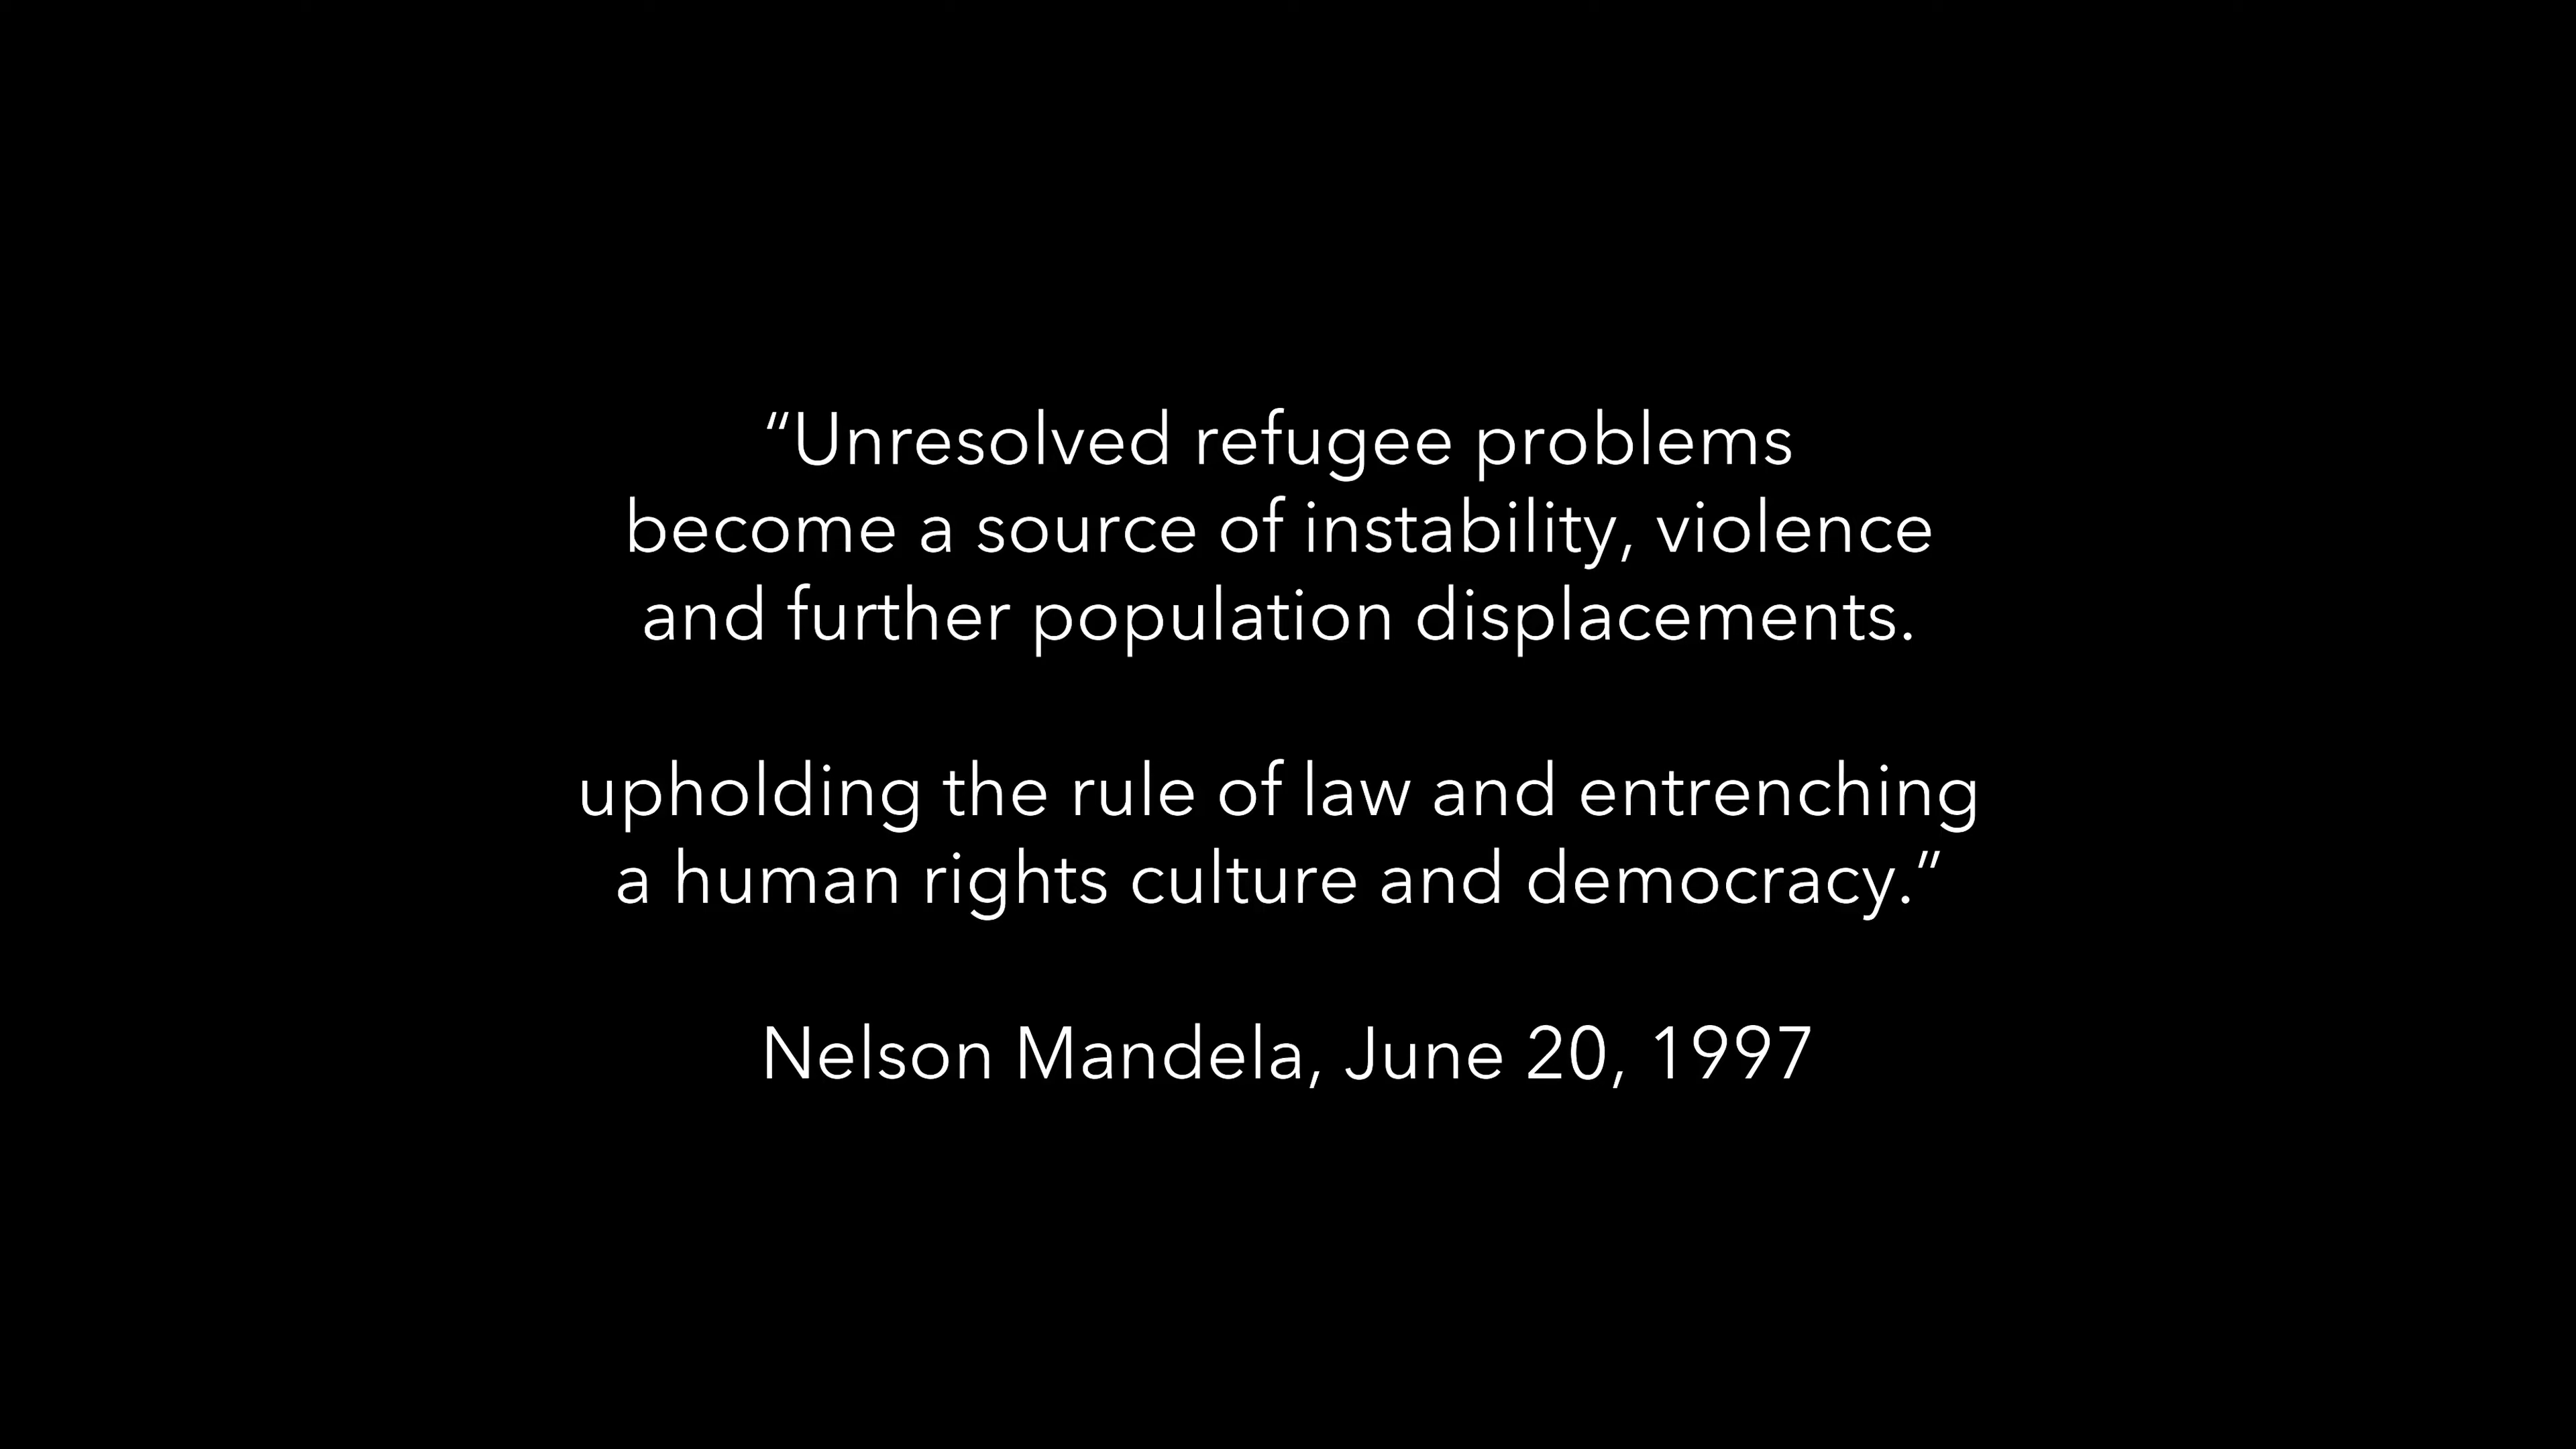 “Unresolved refugee problems
become a source of instability, violence
and further population displacements.
upholding the rule of law and entrenching
a human rights culture and democracy.”
Nelson Mandela, June 20, 1997